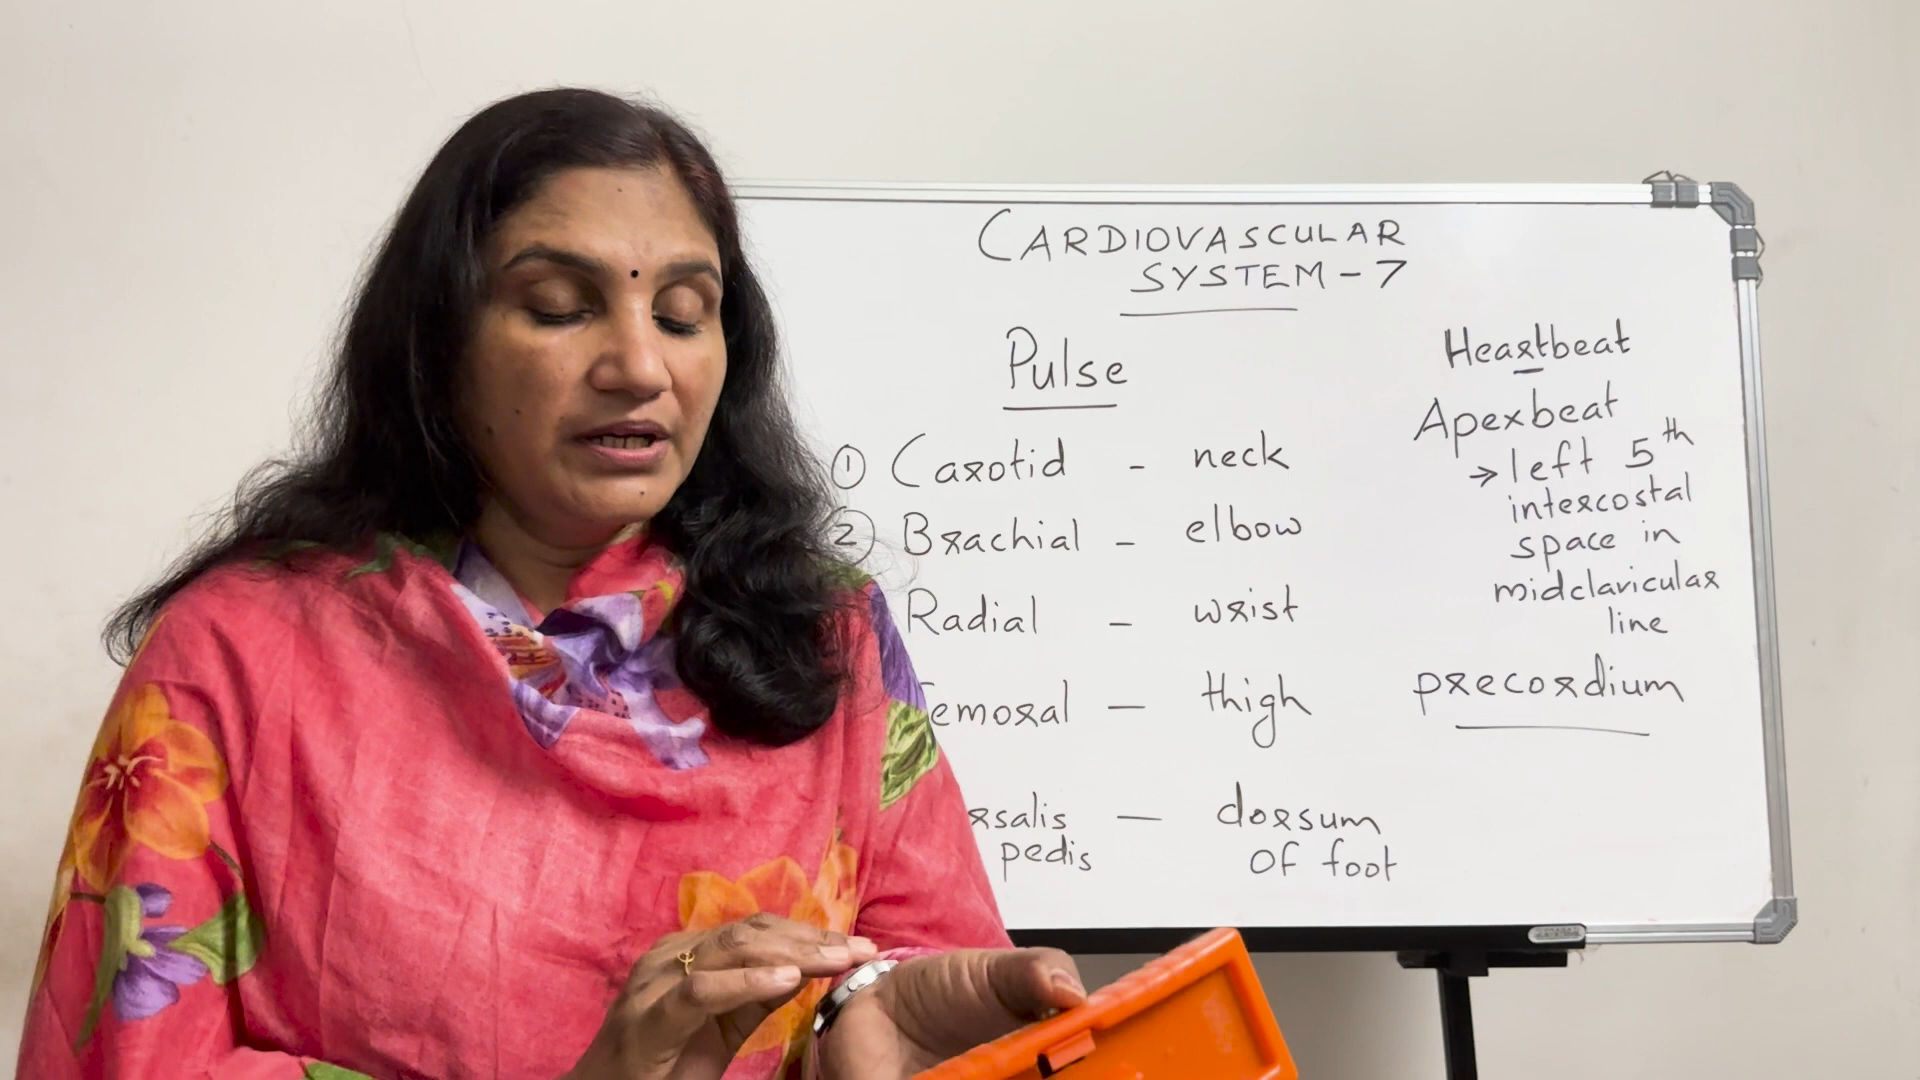 CARDIOVASCULAR
SYSTEM - 7
Pulse
① Carotid - neck
② Brachial - elbow
Radial - wrist
emoral - thigh
rsalis - dorsum
pedis of foot
Heartbeat
Apexbeat
→ left 5th
intercostal
space in
midclavicular
line
precordium